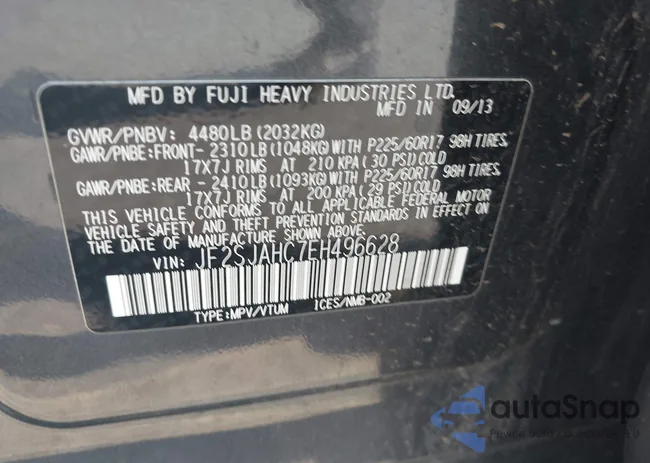 MFD BY FUJI HEAVY INDUSTRIES LTD.
MFD IN 09/13
GVWR/PNBV: 4480LB(2032KG)
GAWR/PNBE:FRONT- 2310LB(1048KG)WITH P225/60R17 98H TIRES,
17X7J RIMS AT 210 KPA(30 PSI)COLD
GAWR/PNBE:REAR - 2410LB(1093KG)WITH P225/60R17 98H TIRES,
17X7J RIMS AT 200 KPA(29 PSI)COLD
THIS VEHICLE CONFORMS TO ALL APPLICABLE FEDERAL MOTOR
VEHICLE SAFETY AND THEFT PREVENTION STANDARDS IN EFFECT ON
THE DATE OF MANUFACTURE SHOWN ABOVE.
VIN: JF2SJAHC7EH496628
TYPE:MPV/VTUM ICES/NMB-002
autaSnap